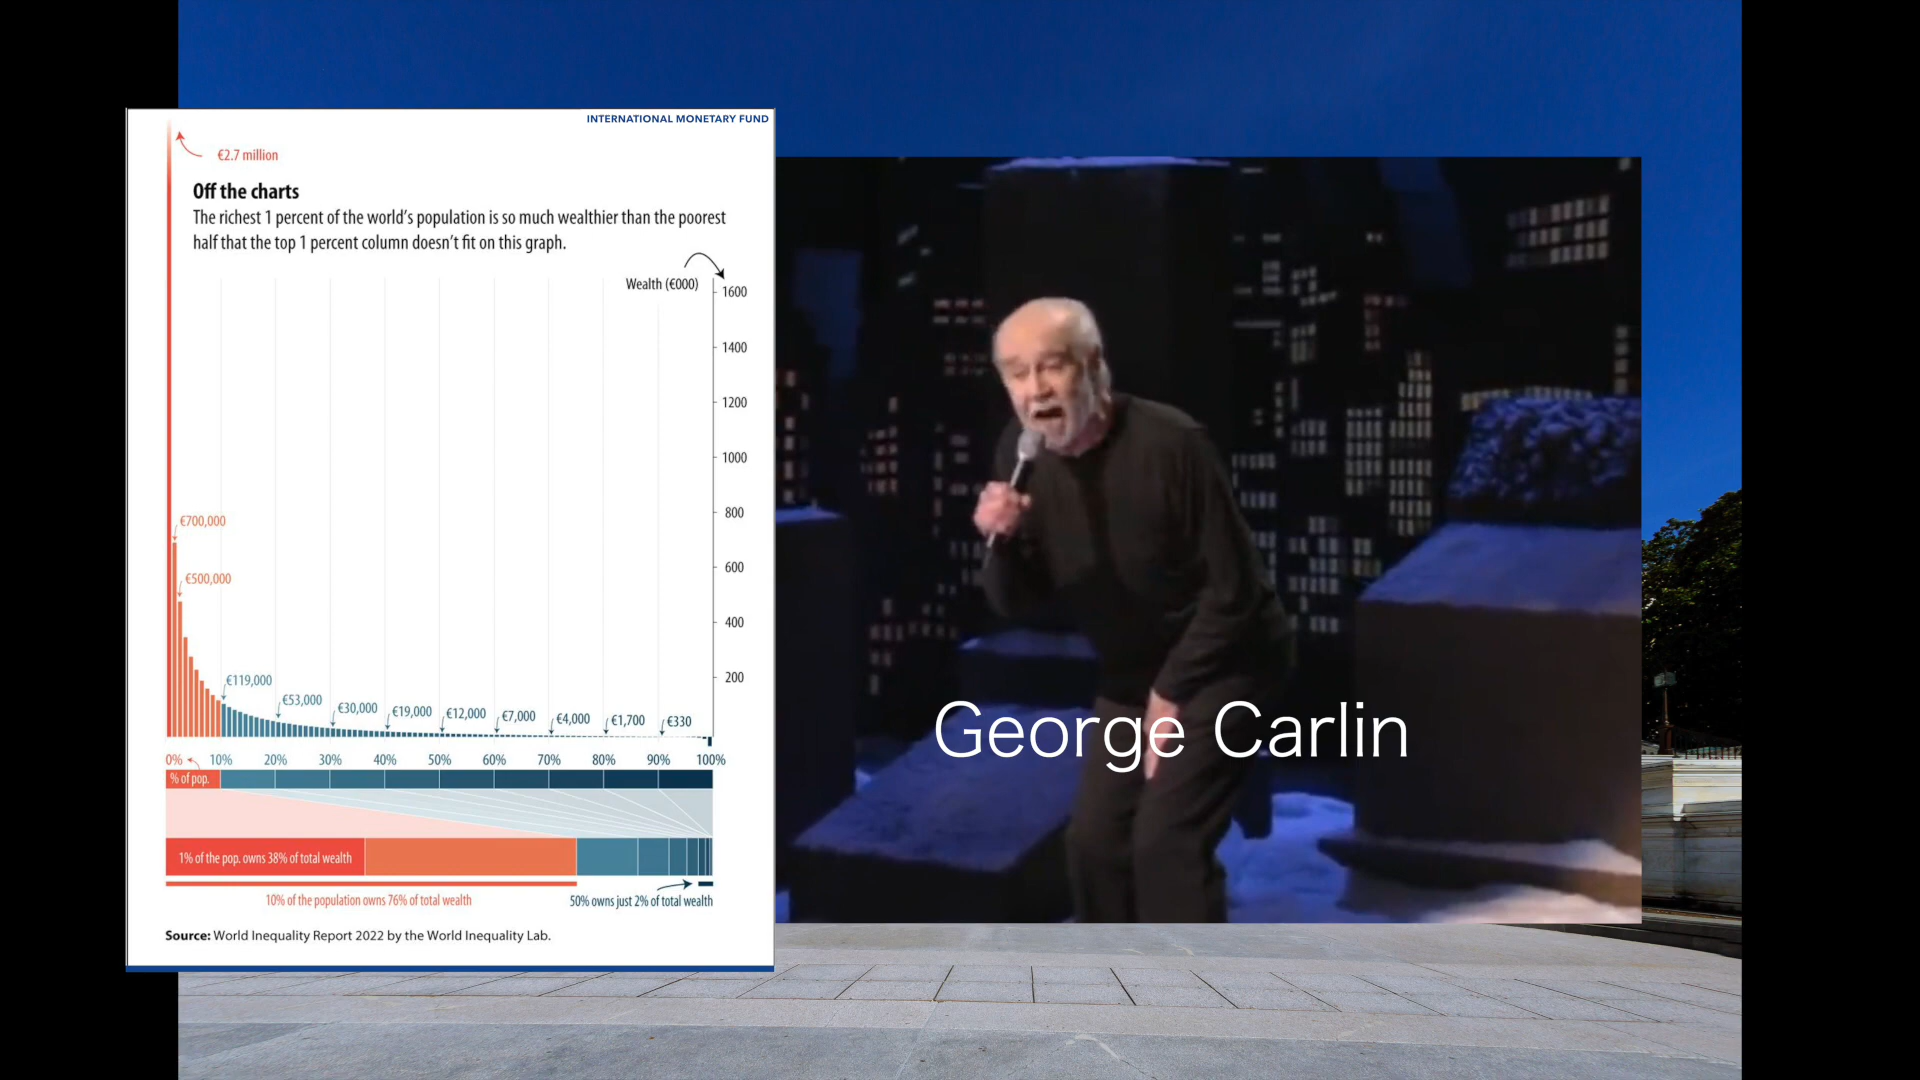 INTERNATIONAL MONETARY FUND
€2.7 million
Off the charts
The richest 1 percent of the world's population is so much wealthier than the poorest
half that the top 1 percent column doesn't fit on this graph.
Wealth (€000)
1600
1400
1200
1000
800
600
400
200
€700,000
€500,000
€119,000
€53,000
€30,000
€19,000
€12,000
€7,000
€4,000
€1,700
€330
0% 10% 20% 30% 40% 50% 60% 70% 80% 90% 100%
% of pop.
1% of the pop. owns 38% of total wealth
10% of the population owns 76% of total wealth
50% owns just 2% of total wealth
Source: World Inequality Report 2022 by the World Inequality Lab.
George Carlin